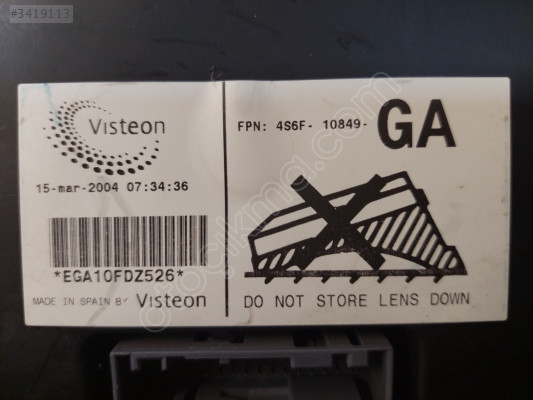 #3419113
Visteon
15-mar-2004 07:34:36
*EGA10FDZ526*
MADE IN SPAIN BY Visteon
FPN: 4S6F- 10849- GA
DO NOT STORE LENS DOWN